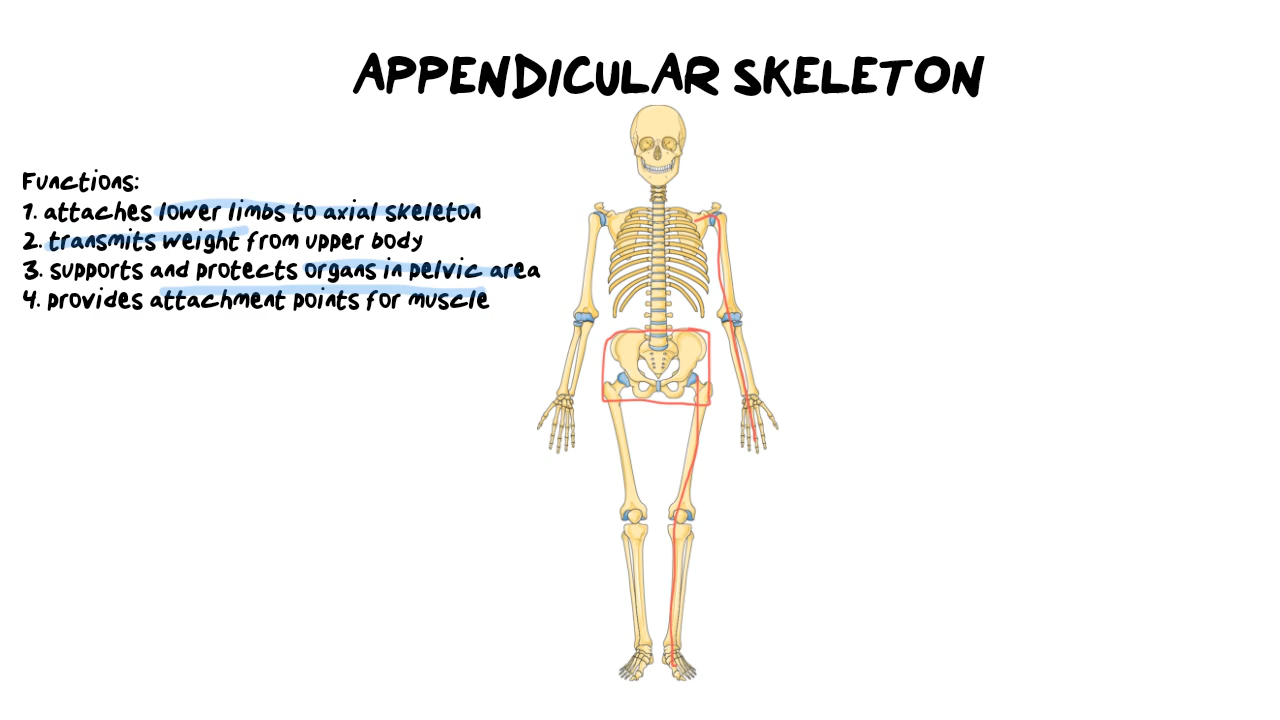 APPENDICULAR SKELETON
Functions:
1. attaches lower limbs to axial skeleton
2. transmits weight from upper body
3. supports and protects organs in pelvic area
4. provides attachment points for muscle